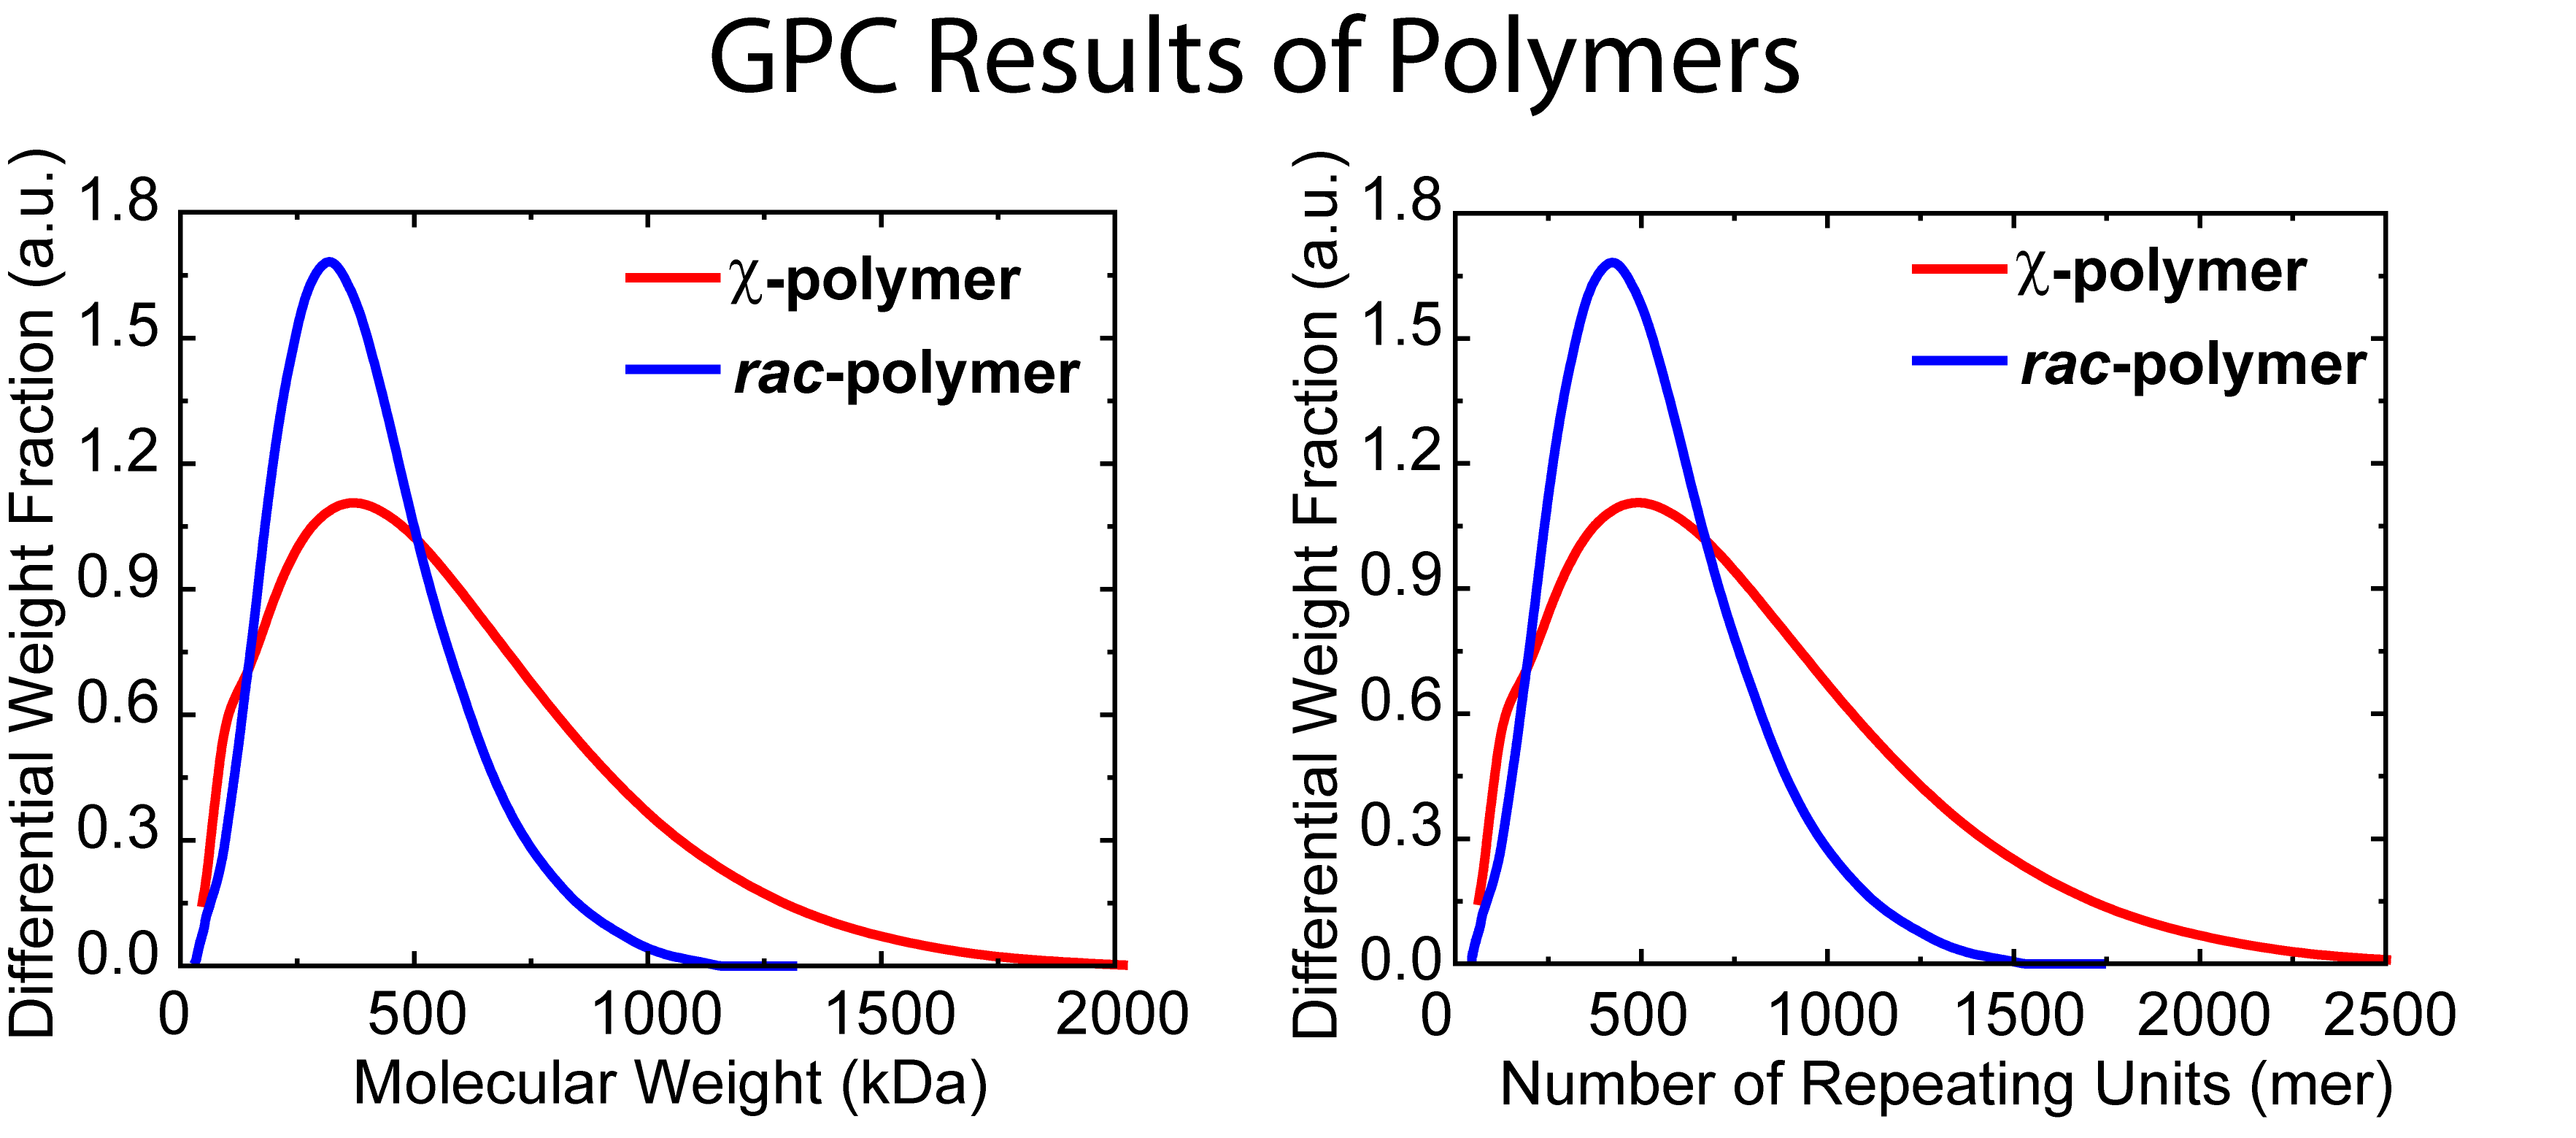 GPC Results of Polymers
Differential Weight Fraction (a.u.)
1.8
1.5
1.2
0.9
0.6
0.3
0.0
χ-polymer
rac-polymer
0 500 1000 1500 2000
Molecular Weight (kDa)
Differential Weight Fraction (a.u.)
1.8
1.5
1.2
0.9
0.6
0.3
0.0
χ-polymer
rac-polymer
0 500 1000 1500 2000 2500
Number of Repeating Units (mer)